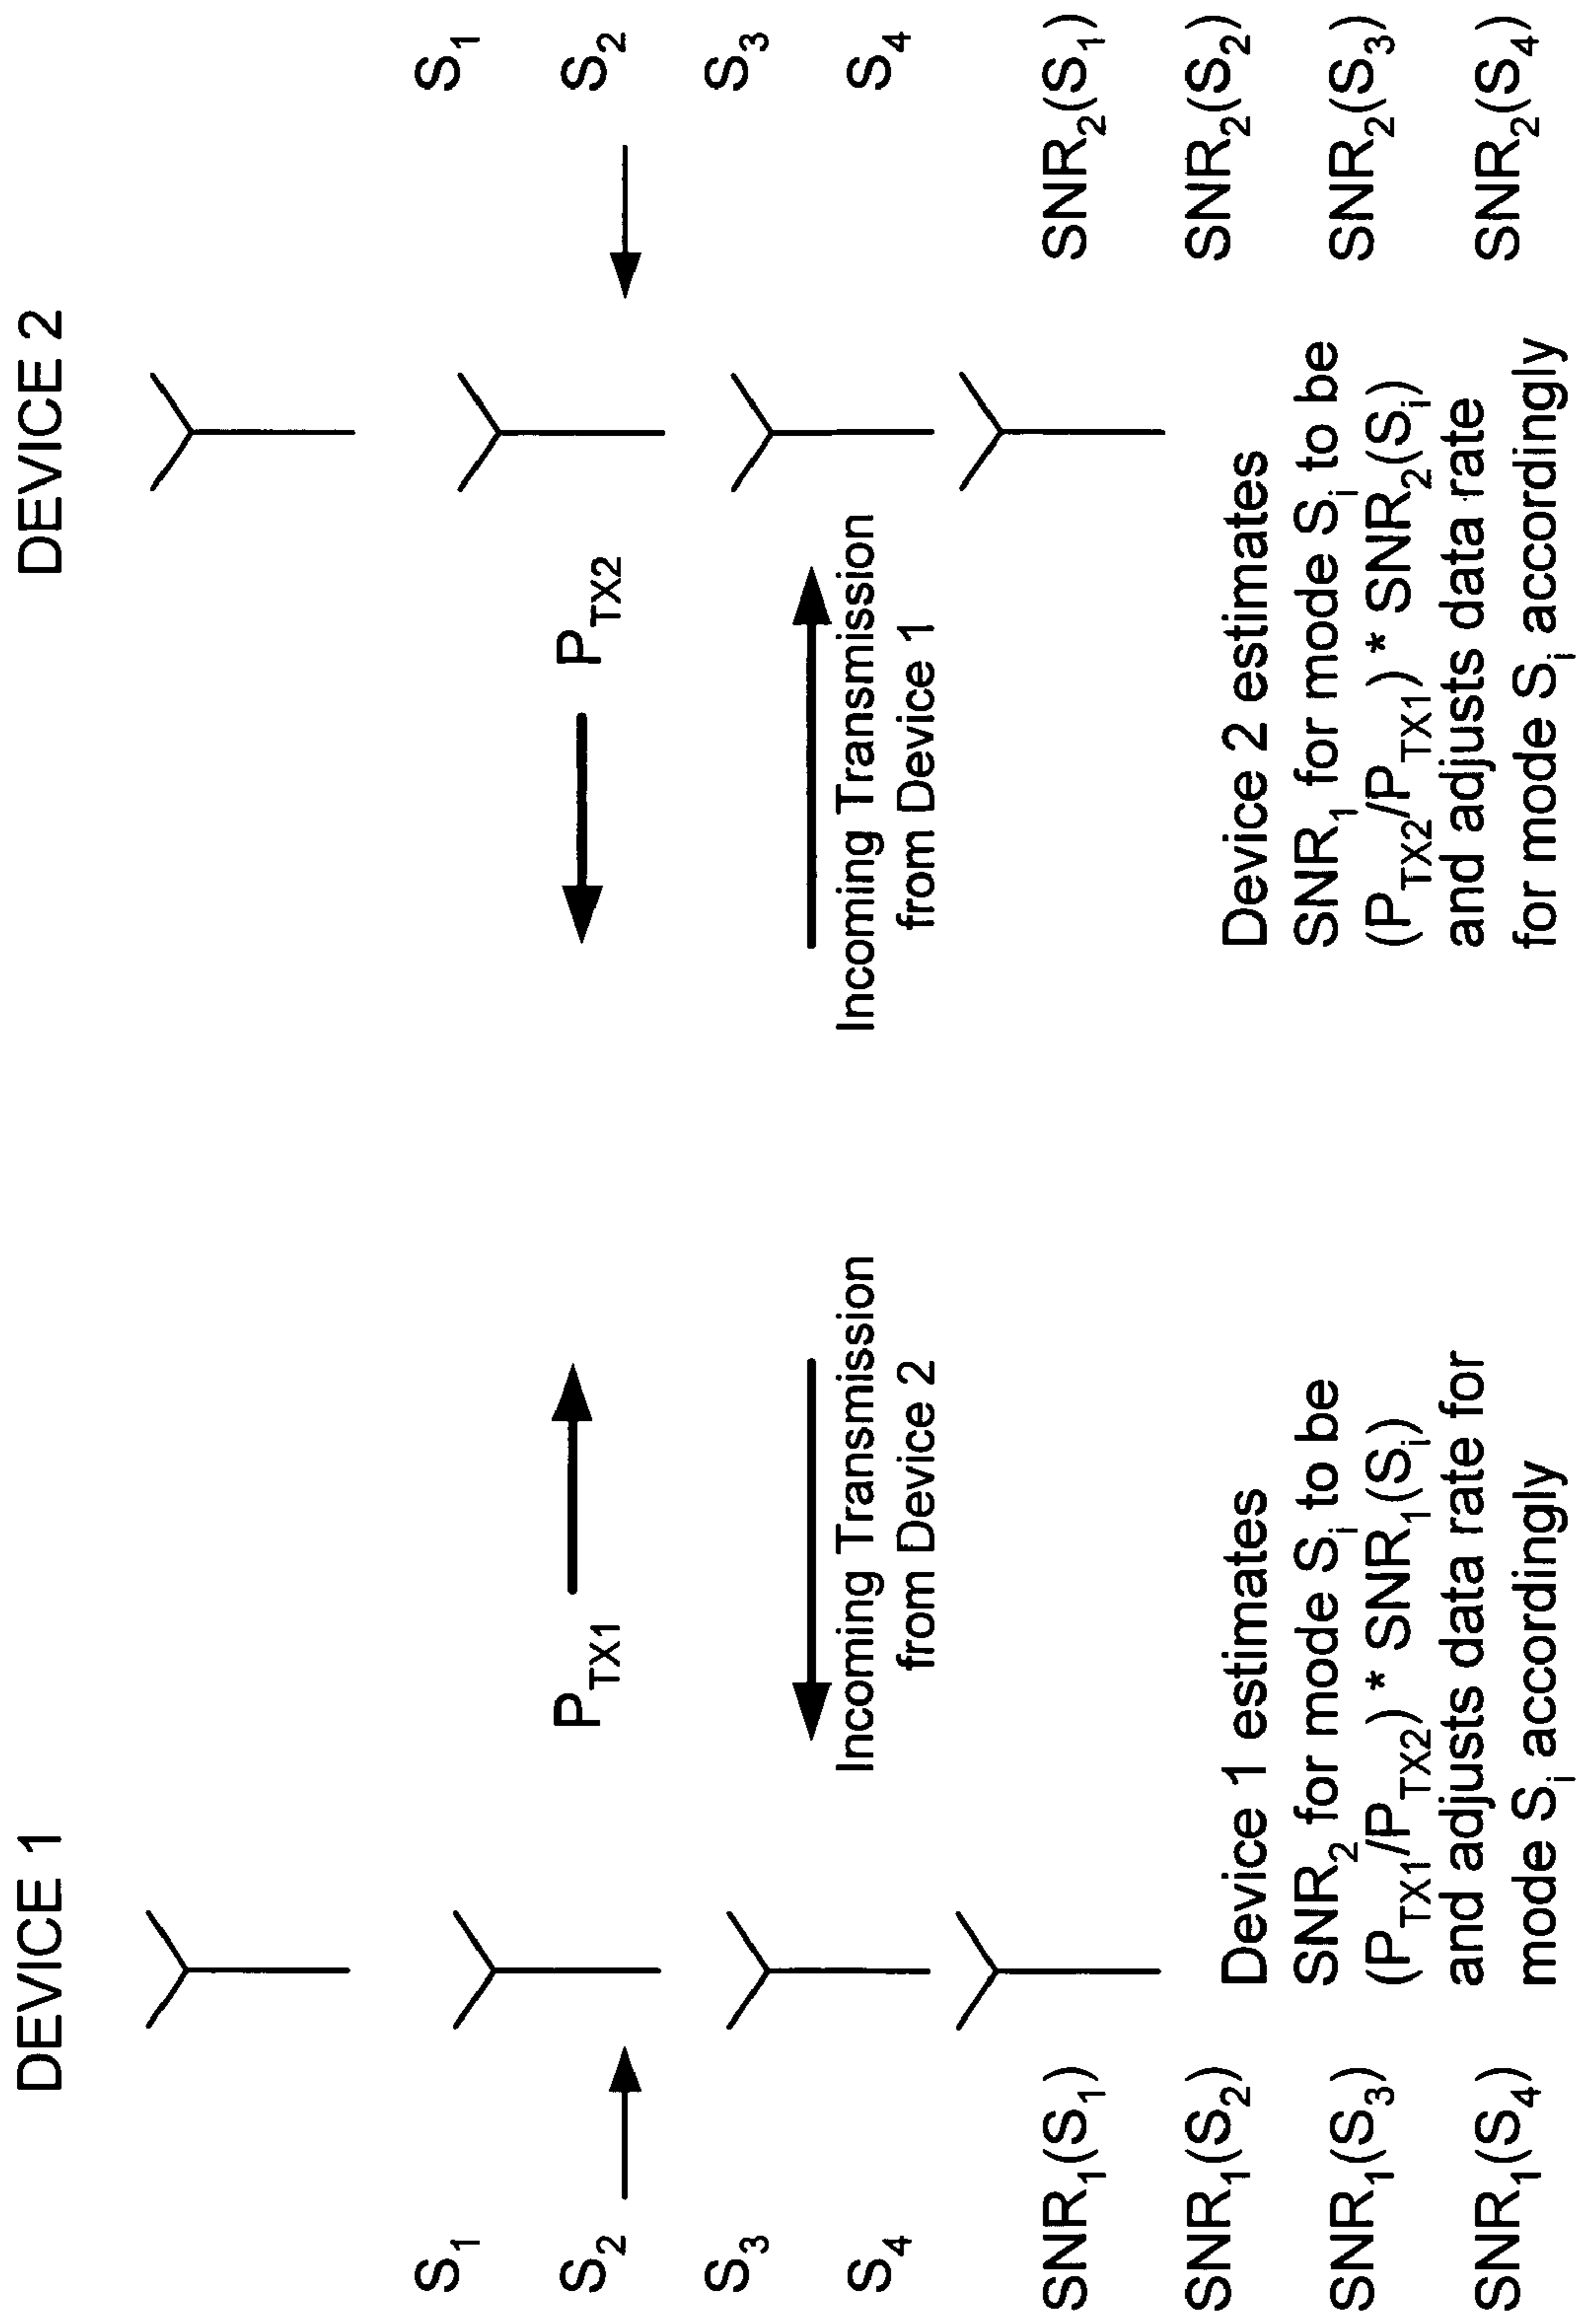 DEVICE 1
DEVICE 2
S1
S2
S3
S4
PTX1
PTX2
S1
S2
S3
S4
Incoming Transmission
from Device 2
Incoming Transmission
from Device 1
SNR1(S1)
SNR1(S2)
SNR1(S3)
SNR1(S4)
Device 1 estimates
SNR2 for mode Si to be
(PTX1/PTX2) * SNR1(Si)
and adjusts data rate for
mode Si accordingly
Device 2 estimates
SNR1 for mode Si to be
(PTX2/PTX1) * SNR2(Si)
and adjusts data rate
for mode Si accordingly
SNR2(S1)
SNR2(S2)
SNR2(S3)
SNR2(S4)